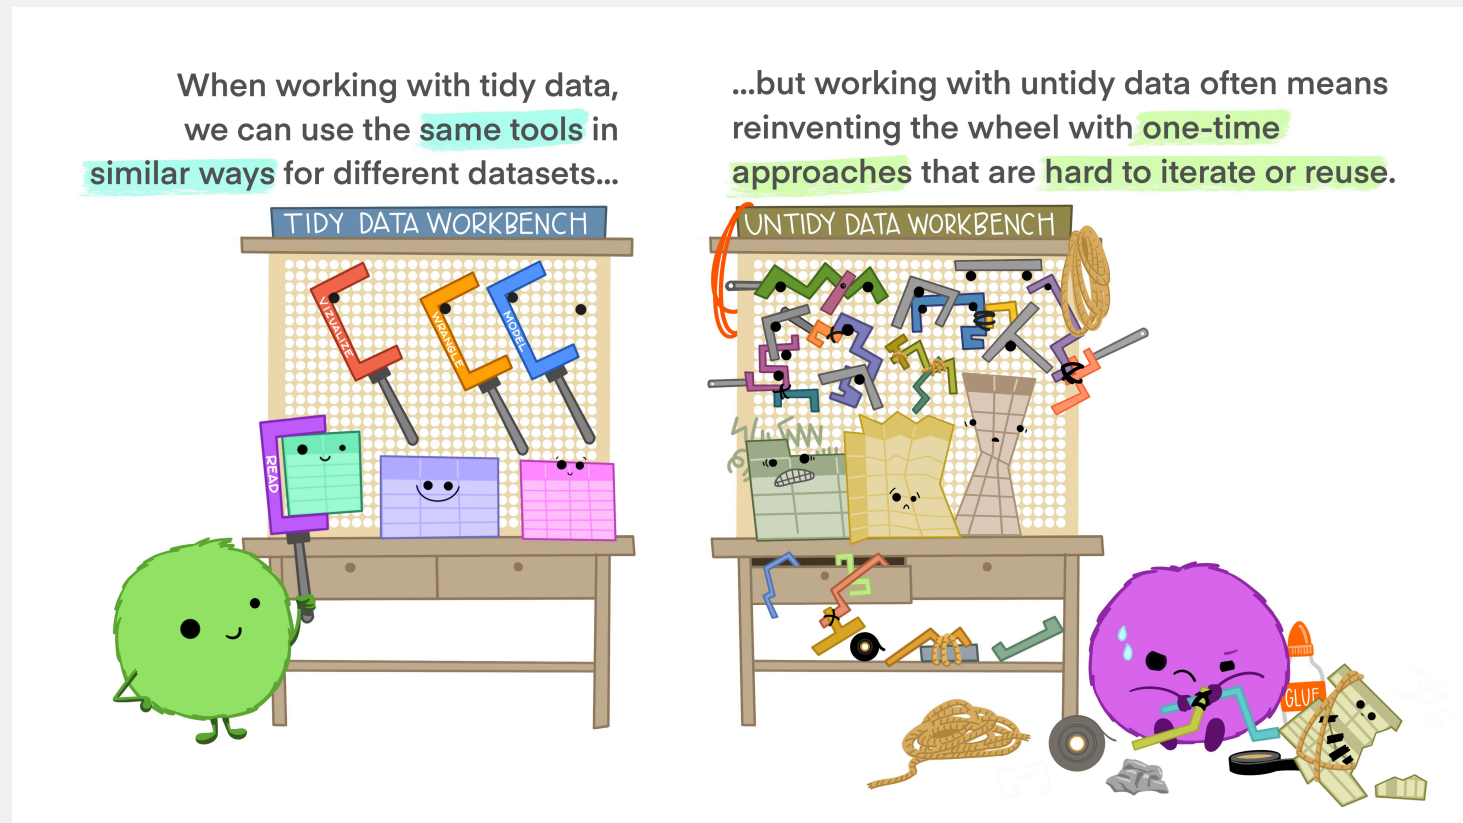 When working with tidy data,
we can use the same tools in
similar ways for different datasets...
...but working with untidy data often means
reinventing the wheel with one-time
approaches that are hard to iterate or reuse.
TIDY DATA WORKBENCH
VIZUALIZE
WRANGLE
MODEL
READ
UNTIDY DATA WORKBENCH
GLUE